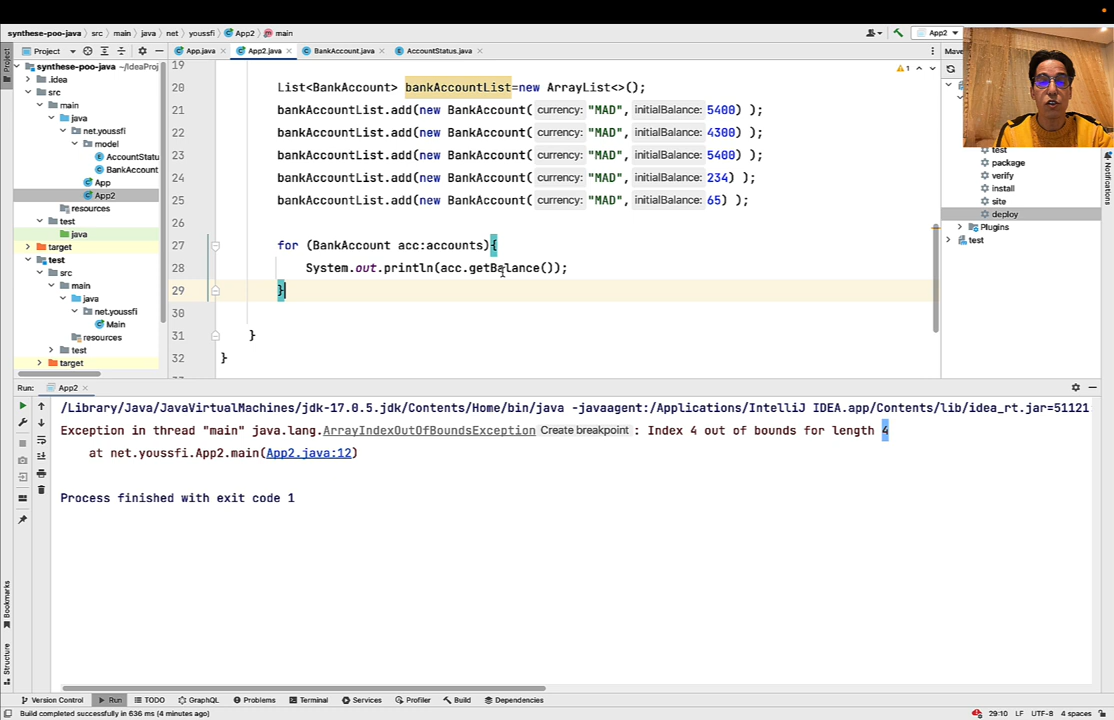 synthese-poo-java
src
main
java
net
youssfi
App2
main
App2
Project
App.java
App2.java
BankAccount.java
AccountStatus.java
Maven
Project
synthese-poo-java ~/IdeaProj
.idea
src
main
java
net.youssfi
model
AccountStatu
BankAccount
App
App2
resources
test
java
target
test
src
main
java
net.youssfi
Main
resources
test
target
19
20 List<BankAccount> bankAccountList=new ArrayList<>();
21 bankAccountList.add(new BankAccount( currency: "MAD", initialBalance: 5400) );
22 bankAccountList.add(new BankAccount( currency: "MAD", initialBalance: 4300) );
23 bankAccountList.add(new BankAccount( currency: "MAD", initialBalance: 5400) );
24 bankAccountList.add(new BankAccount( currency: "MAD", initialBalance: 234) );
25 bankAccountList.add(new BankAccount( currency: "MAD", initialBalance: 65) );
26
27 for (BankAccount acc:accounts){
28 System.out.println(acc.getBalance());
29 }
30
31 }
32 }
1
test
package
verify
install
site
deploy
Plugins
test
Notifications
Run: App2
/Library/Java/JavaVirtualMachines/jdk-17.0.5.jdk/Contents/Home/bin/java -javaagent:/Applications/IntelliJ IDEA.app/Contents/lib/idea_rt.jar=51121
Exception in thread "main" java.lang.ArrayIndexOutOfBoundsException Create breakpoint : Index 4 out of bounds for length 4
at net.youssfi.App2.main(App2.java:12)
Process finished with exit code 1
Bookmarks
Structure
Version Control
Run
TODO
GraphQL
Problems
Terminal
Services
Profiler
Build
Dependencies
Build completed successfully in 636 ms (4 minutes ago)
29:10 LF UTF-8 4 spaces